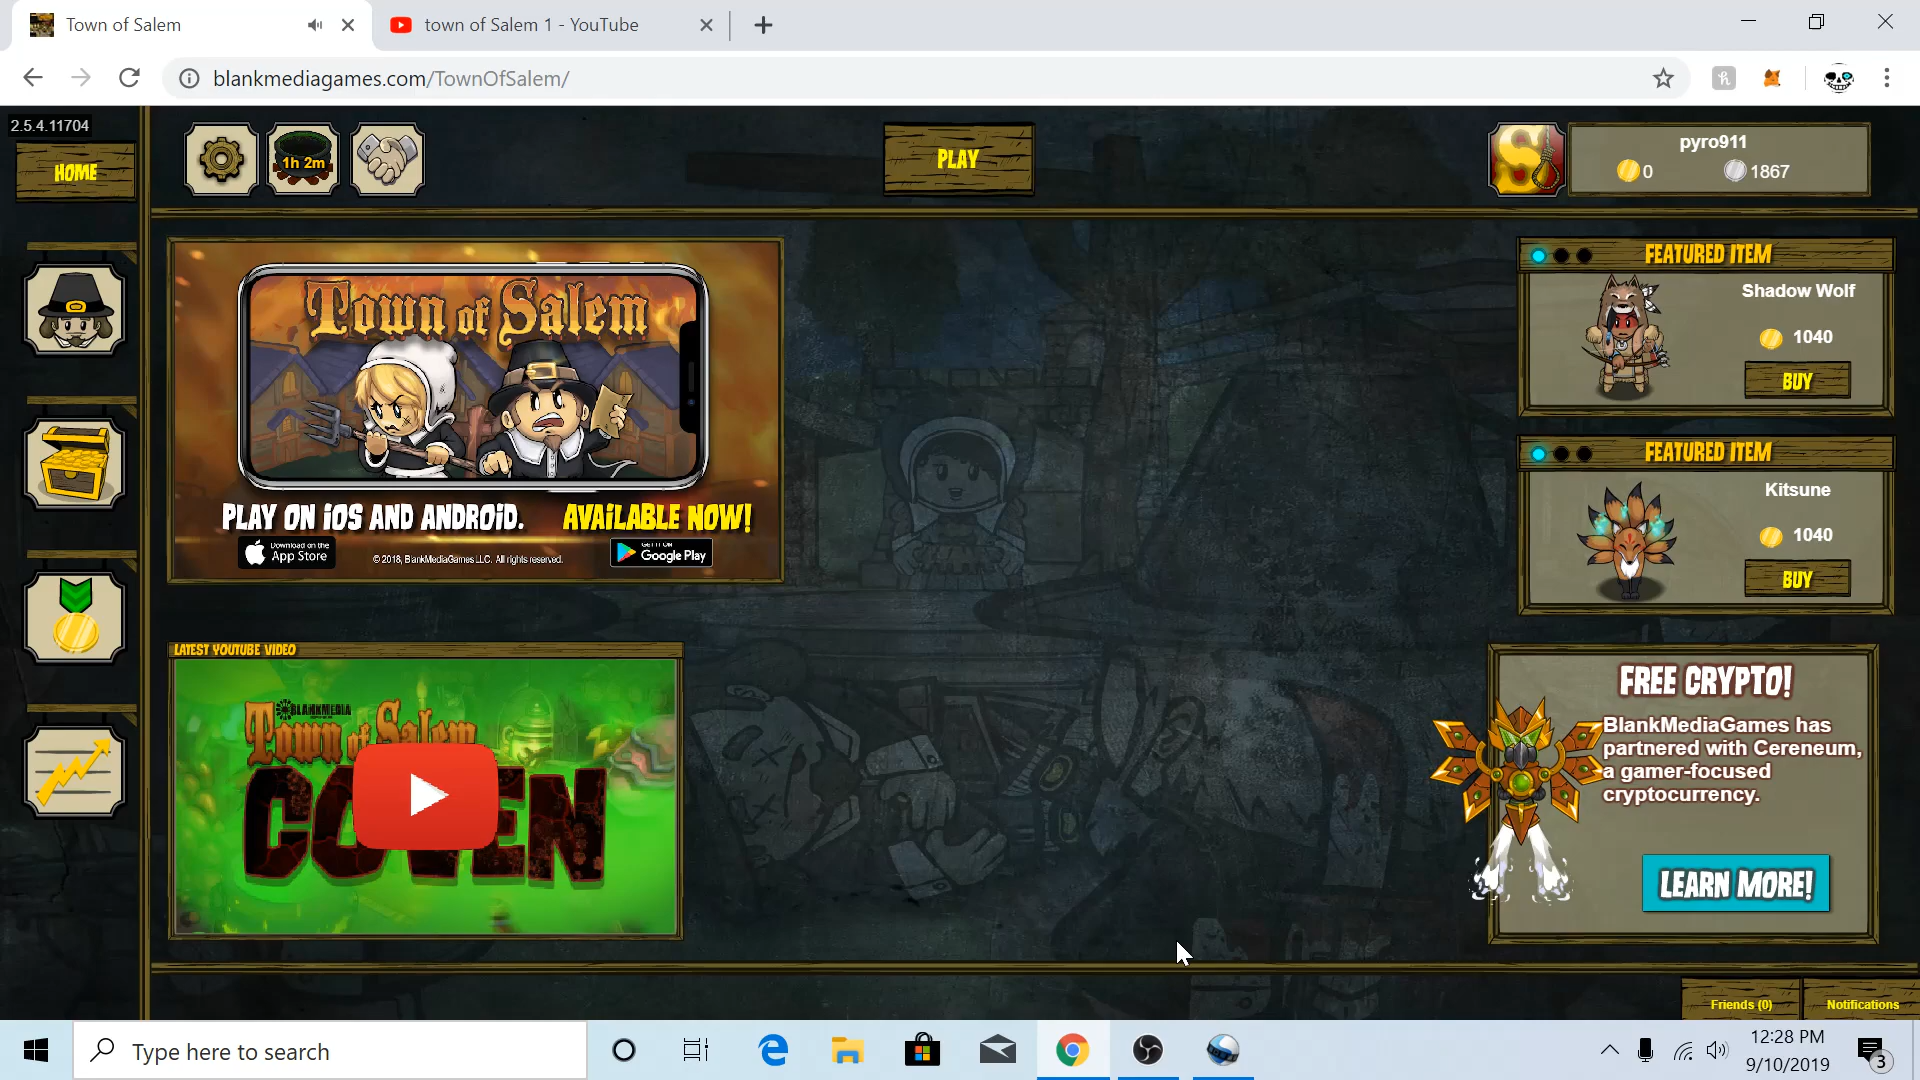 Town of Salem
town of Salem 1 - YouTube
blankmediagames.com/TownOfSalem/
2.5.4.11704
HOME
1h 2m
PLAY
pyro911
0
1867
Town of Salem
PLAY ON iOS AND ANDROID.
AVAILABLE NOW!
Download on the
App Store
© 2018, BlankMediaGames LLC. All rights reserved.
GET IT ON
Google Play
FEATURED ITEM
Shadow Wolf
1040
BUY
FEATURED ITEM
Kitsune
1040
BUY
LATEST YOUTUBE VIDEO
BLANKMEDIA
Town of Salem
COVEN
FREE CRYPTO!
BlankMediaGames has
partnered with Cereneum,
a gamer-focused
cryptocurrency.
LEARN MORE!
Friends (0)
Notifications
Type here to search
12:28 PM
9/10/2019
3